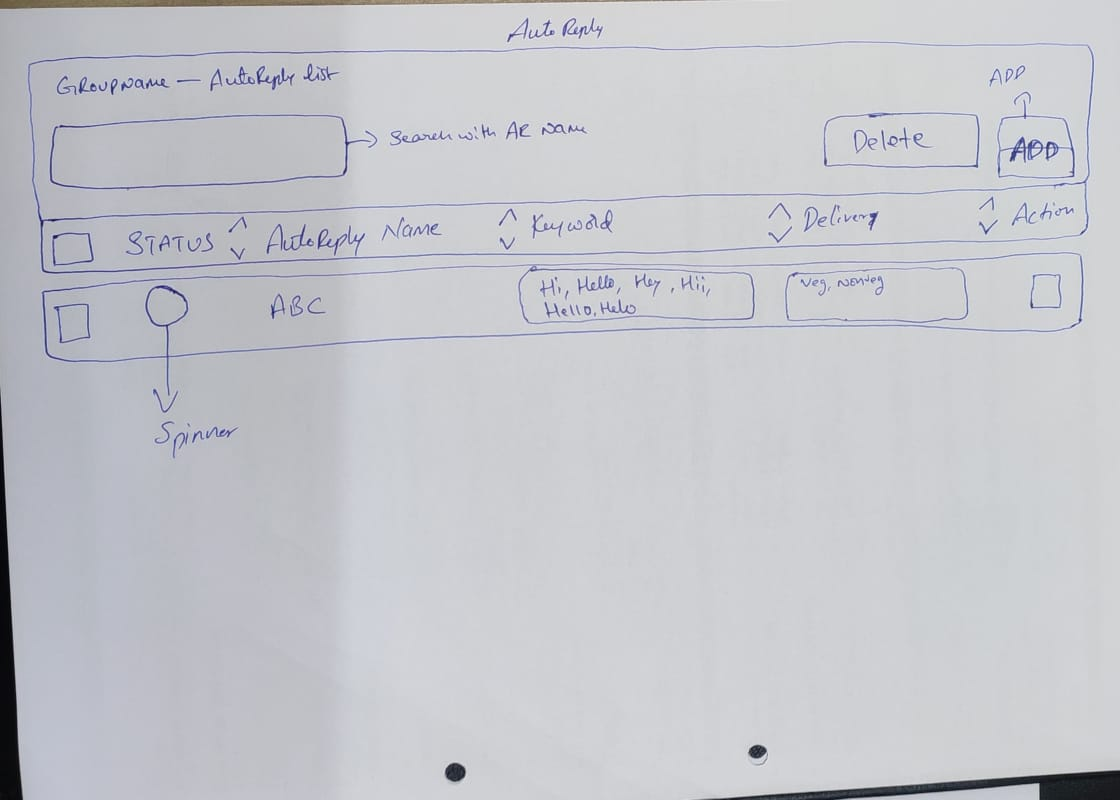 Auto Reply
GROUPNAME — AutoReply list
ADD
Search with AR Name
Delete
ADD
STATUS AutoReply Name Keyword Delivery Action
ABC
Hi, Hello, Hey, Hii,
Hello, Helo
Veg, Nonveg
Spinner